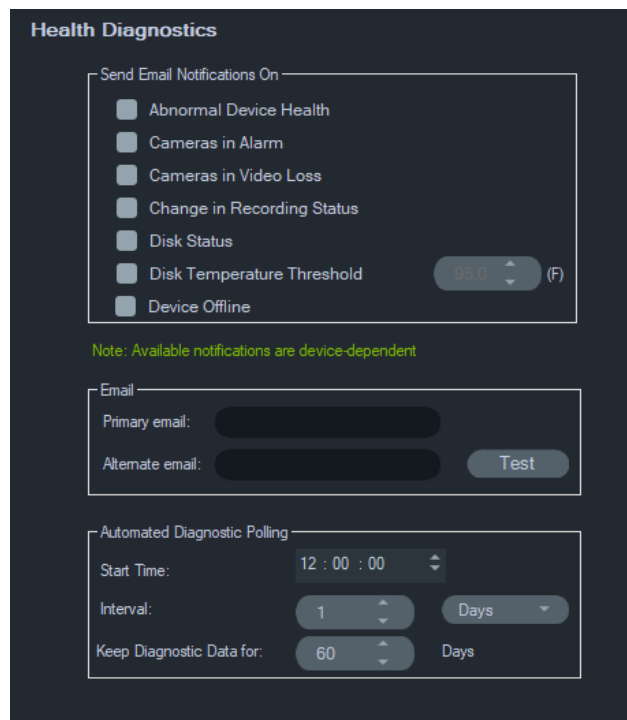 Health Diagnostics
Send Email Notifications On
Abnormal Device Health
Cameras in Alarm
Cameras in Video Loss
Change in Recording Status
Disk Status
Disk Temperature Threshold 95.0 (F)
Device Offline
Note: Available notifications are device-dependent
Email
Primary email:
Alternate email: Test
Automated Diagnostic Polling
Start Time: 12 : 00 : 00
Interval: 1 Days
Keep Diagnostic Data for: 60 Days